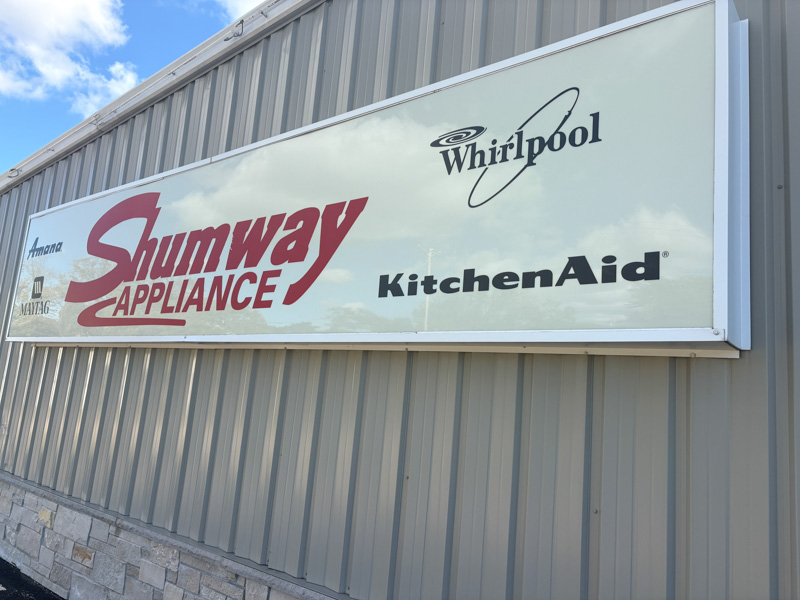 Amana
MAYTAG
Shumway
APPLIANCE
Whirlpool
KitchenAid®